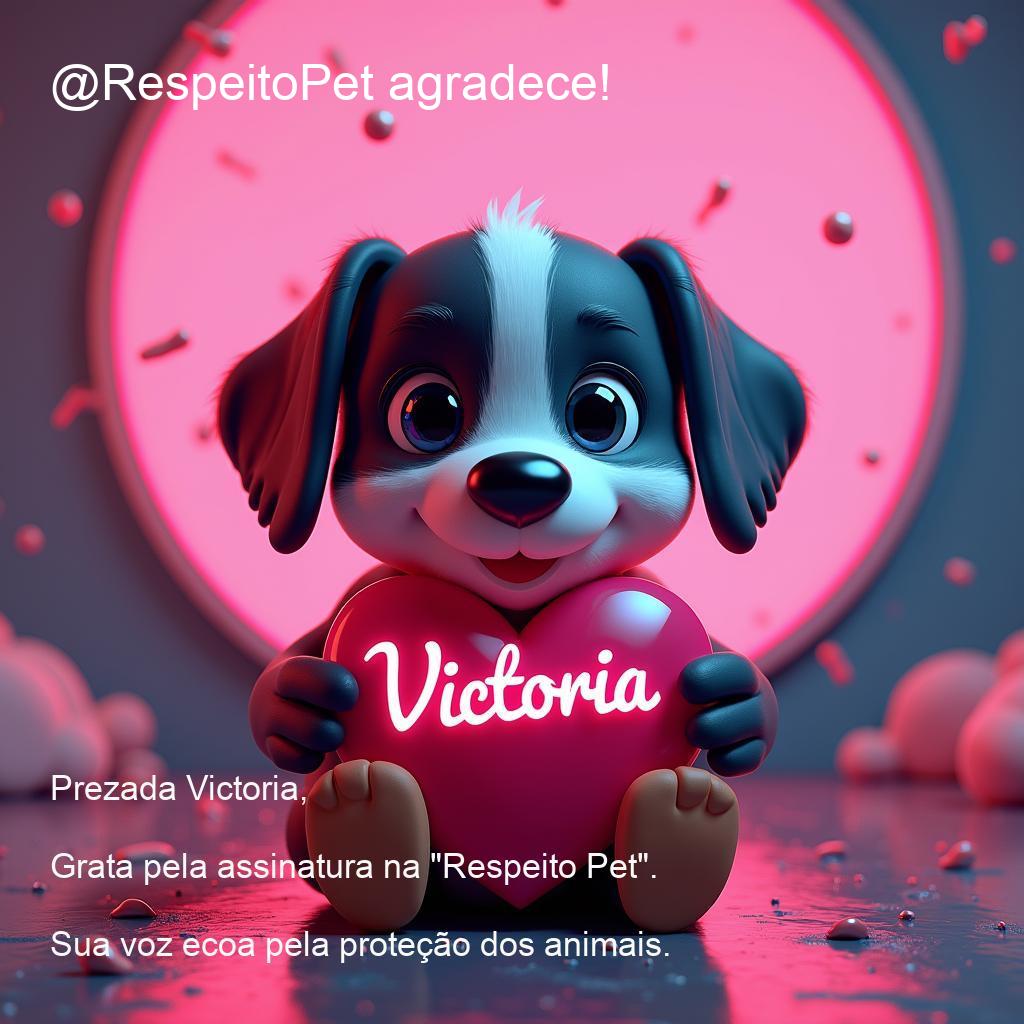 @RespeitoPet agradece!
Victoria
Prezada Victoria,
Grata pela assinatura na "Respeito Pet".
Sua voz ecoa pela proteção dos animais.